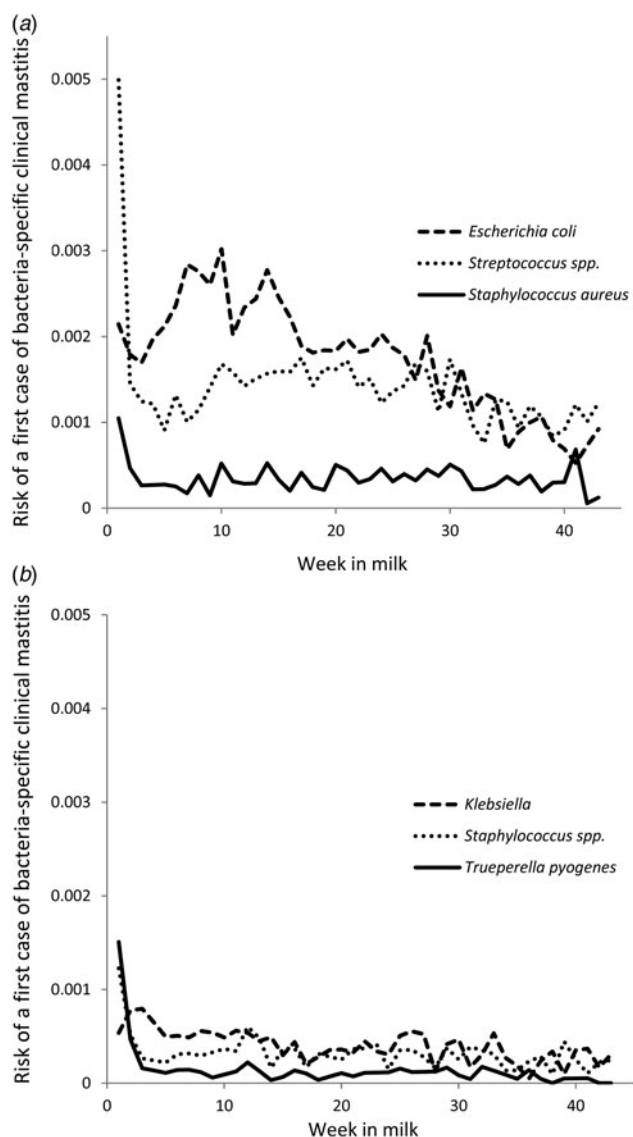 (a)
Risk of a first case of bacteria-specific clinical mastitis
0.005
0.004
0.003
0.002
0.001
0
Escherichia coli
Streptococcus spp.
Staphylococcus aureus
0 10 20 30 40
Week in milk
(b)
Risk of a first case of bacteria-specific clinical mastitis
0.005
0.004
0.003
0.002
0.001
0
Klebsiella
Staphylococcus spp.
Trueperella pyogenes
0 10 20 30 40
Week in milk